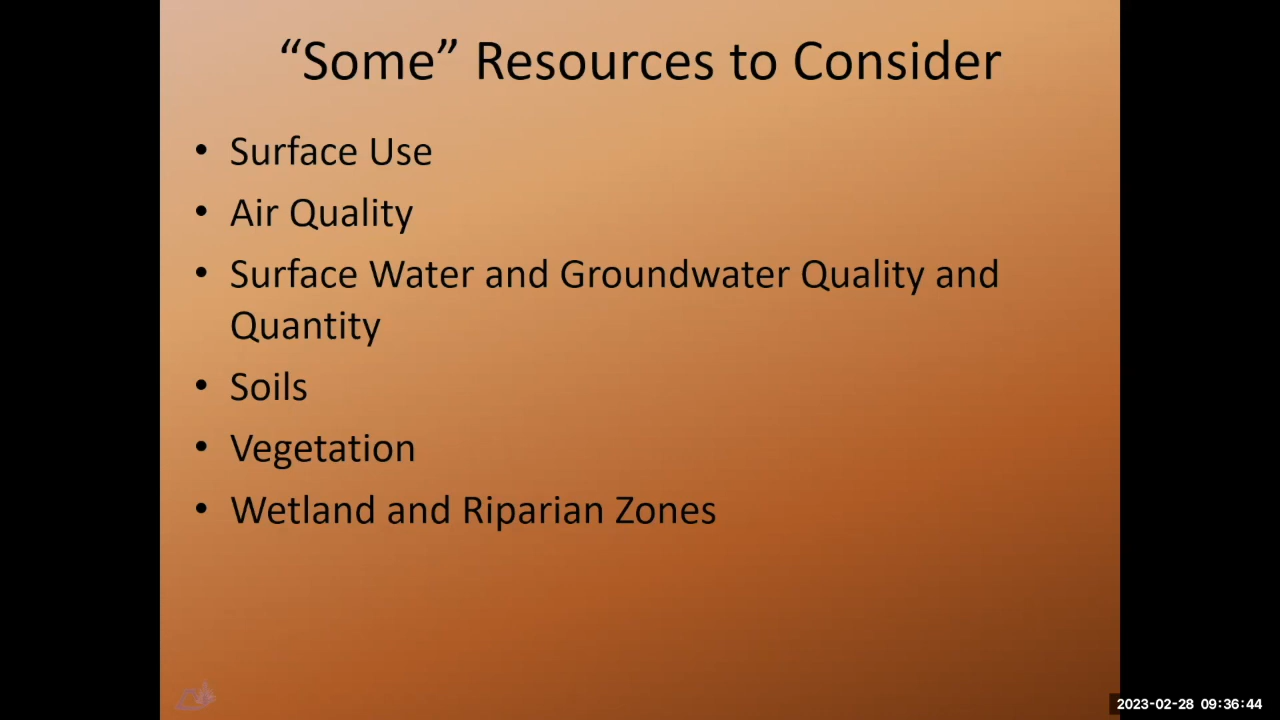 “Some” Resources to Consider
• Surface Use
• Air Quality
• Surface Water and Groundwater Quality and
Quantity
• Soils
• Vegetation
• Wetland and Riparian Zones
2023-02-28 09:36:44